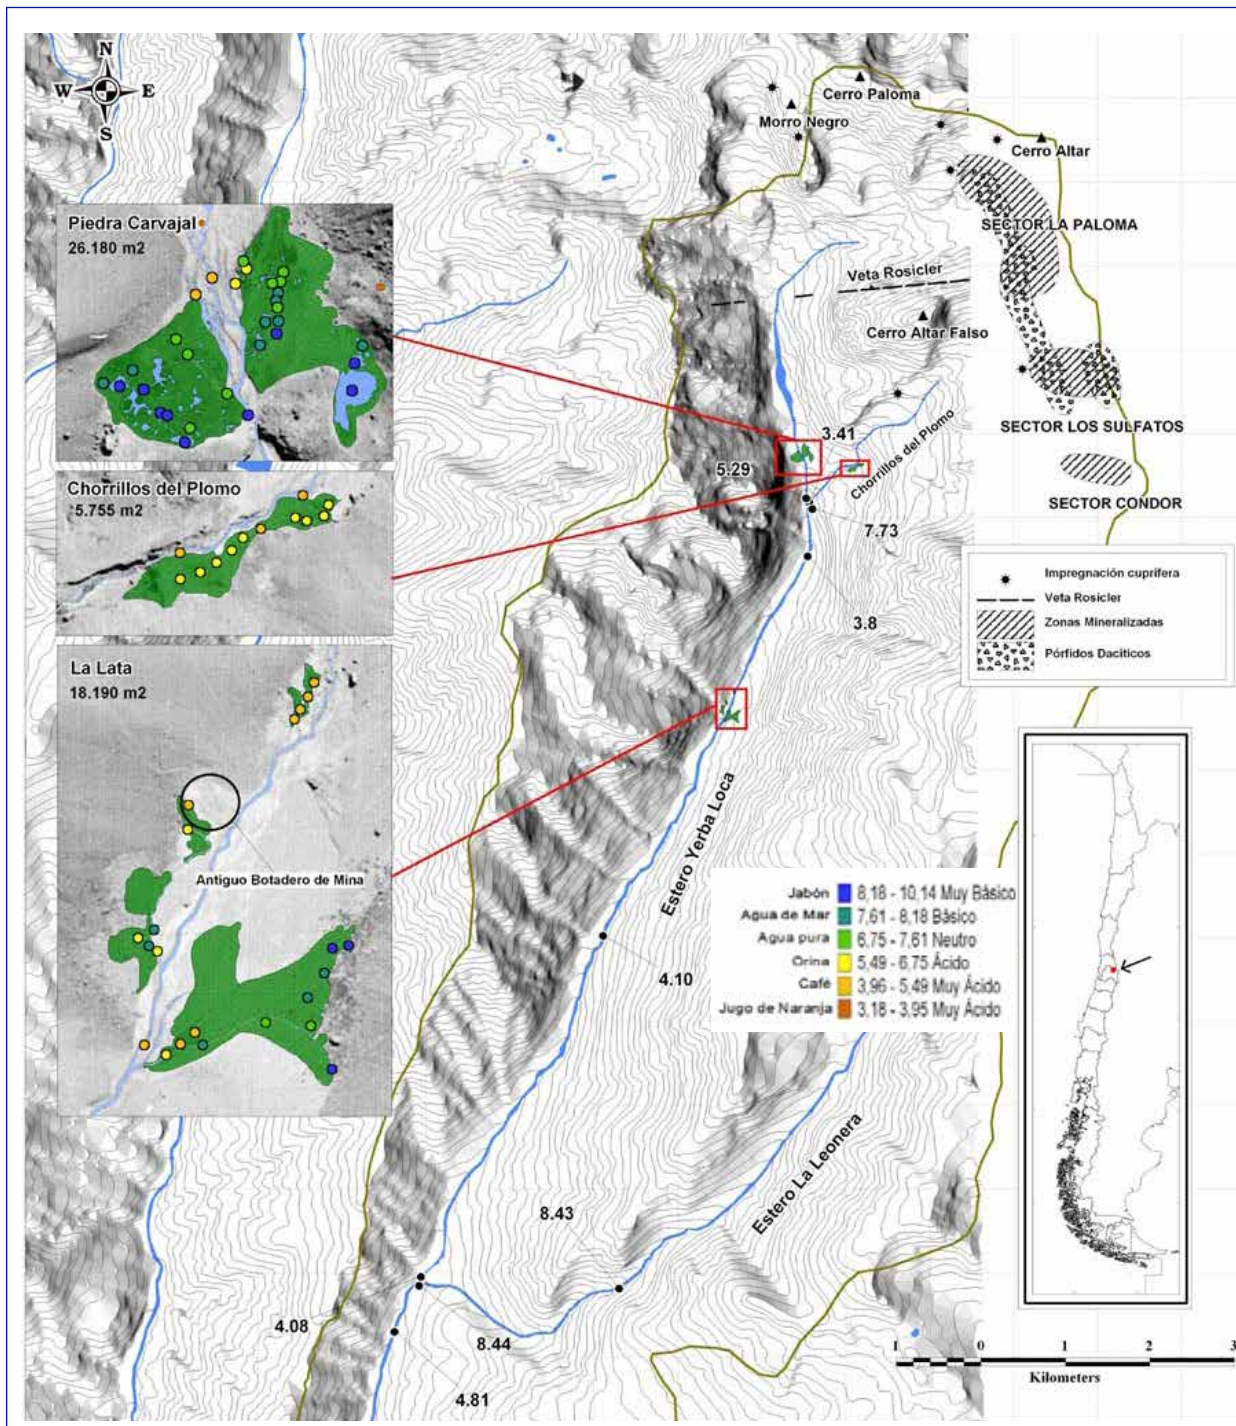 N
W E
S
Cerro Paloma
Morro Negro
Cerro Altar
Piedra Carvajal
26.180 m2
SECTOR LA PALOMA
Veta Rosicler
Cerro Altar Falso
SECTOR LOS SULFATOS
3.41
5.29
Chorrillos del Plomo
SECTOR CONDOR
7.73
3.8
Chorrillos del Plomo
5.755 m2
Impregnación cuprífera
Veta Rosicler
Zonas Mineralizadas
Pórfidos Dacíticos
La Lata
18.190 m2
Antiguo Botadero de Mina
Estero Yerba Loca
Jabón 8,18 - 10,14 Muy Básico
Agua de Mar 7,61 - 8,18 Básico
Agua pura 6,75 - 7,61 Neutro
Orina 5,49 - 6,75 Ácido
Café 3,96 - 5,49 Muy Ácido
Jugo de Naranja 3,18 - 3,95 Muy Ácido
4.10
Estero La Leonera
8.43
4.08
8.44
4.81
1 0 1 2 3
Kilometers